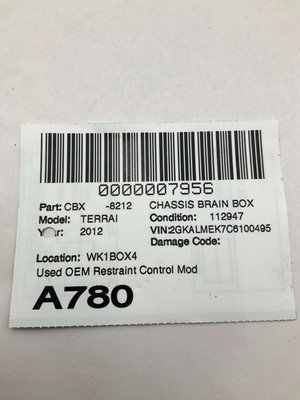 0000007956
Part: CBX -8212 CHASSIS BRAIN BOX
Model: TERRAI Condition: 112947
Year: 2012 VIN:2GKALMEK7C6100495
Damage Code:
Location: WK1BOX4
Used OEM Restraint Control Mod
A780